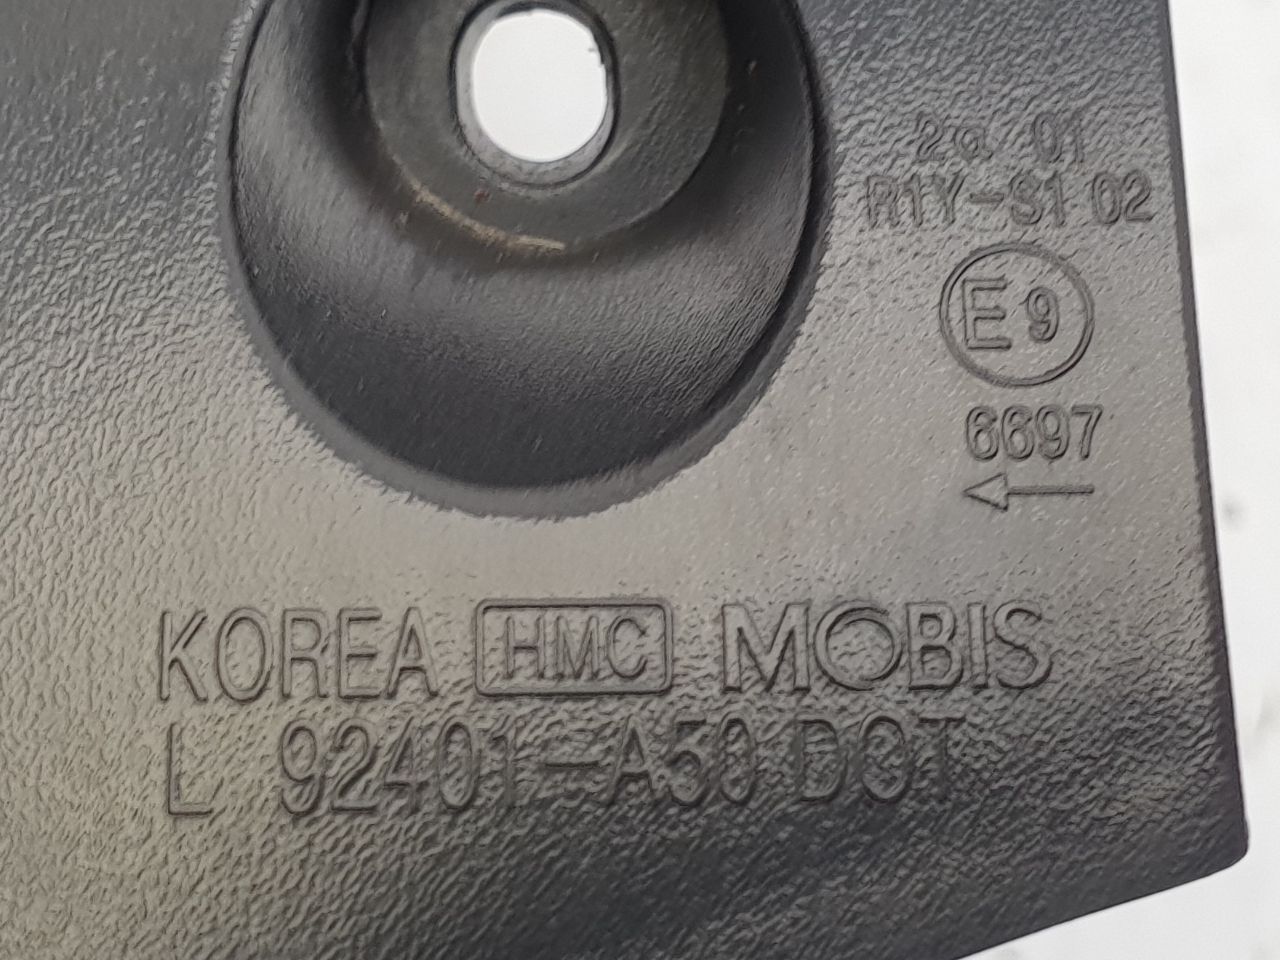 2a 01
R1Y-S1 02
E9
6697
KOREA HMC MOBIS
L 92401-A50 DOT